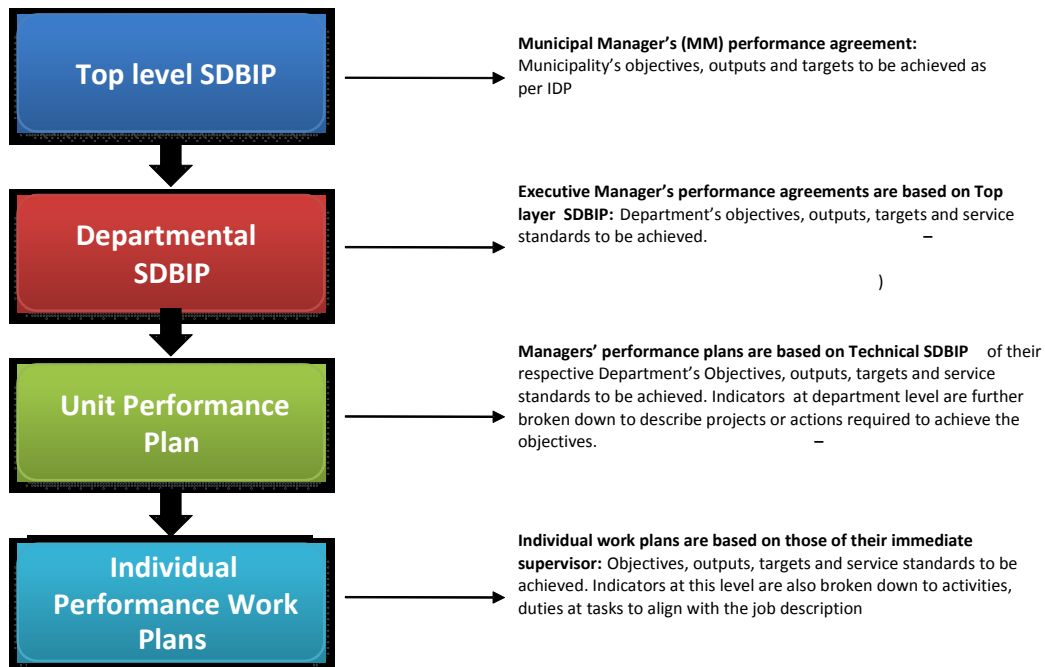 Top level SDBIP
Municipal Manager’s (MM) performance agreement:
Municipality’s objectives, outputs and targets to be achieved as
per IDP
Departmental
SDBIP
Executive Manager’s performance agreements are based on Top
layer SDBIP: Department’s objectives, outputs, targets and service
standards to be achieved. –
)
Unit Performance
Plan
Managers’ performance plans are based on Technical SDBIP of their
respective Department’s Objectives, outputs, targets and service
standards to be achieved. Indicators at department level are further
broken down to describe projects or actions required to achieve the
objectives. –
Individual
Performance Work
Plans
Individual work plans are based on those of their immediate
supervisor: Objectives, outputs, targets and service standards to be
achieved. Indicators at this level are also broken down to activities,
duties at tasks to align with the job description